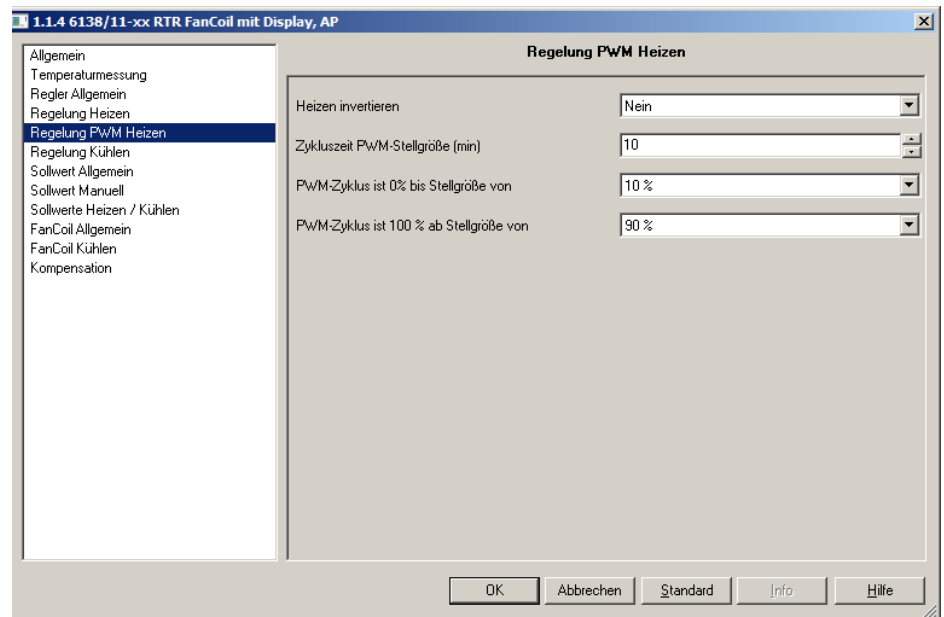 1.1.4 6138/11-xx RTR FanCoil mit Display, AP
Allgemein
Temperaturmessung
Regler Allgemein
Regelung Heizen
Regelung PWM Heizen
Regelung Kühlen
Sollwert Allgemein
Sollwert Manuell
Sollwerte Heizen / Kühlen
FanCoil Allgemein
FanCoil Kühlen
Kompensation
Regelung PWM Heizen
Heizen invertieren Nein
Zykluszeit PWM-Stellgröße (min) 10
PWM-Zyklus ist 0% bis Stellgröße von 10 %
PWM-Zyklus ist 100 % ab Stellgröße von 90 %
OK Abbrechen Standard Info Hilfe